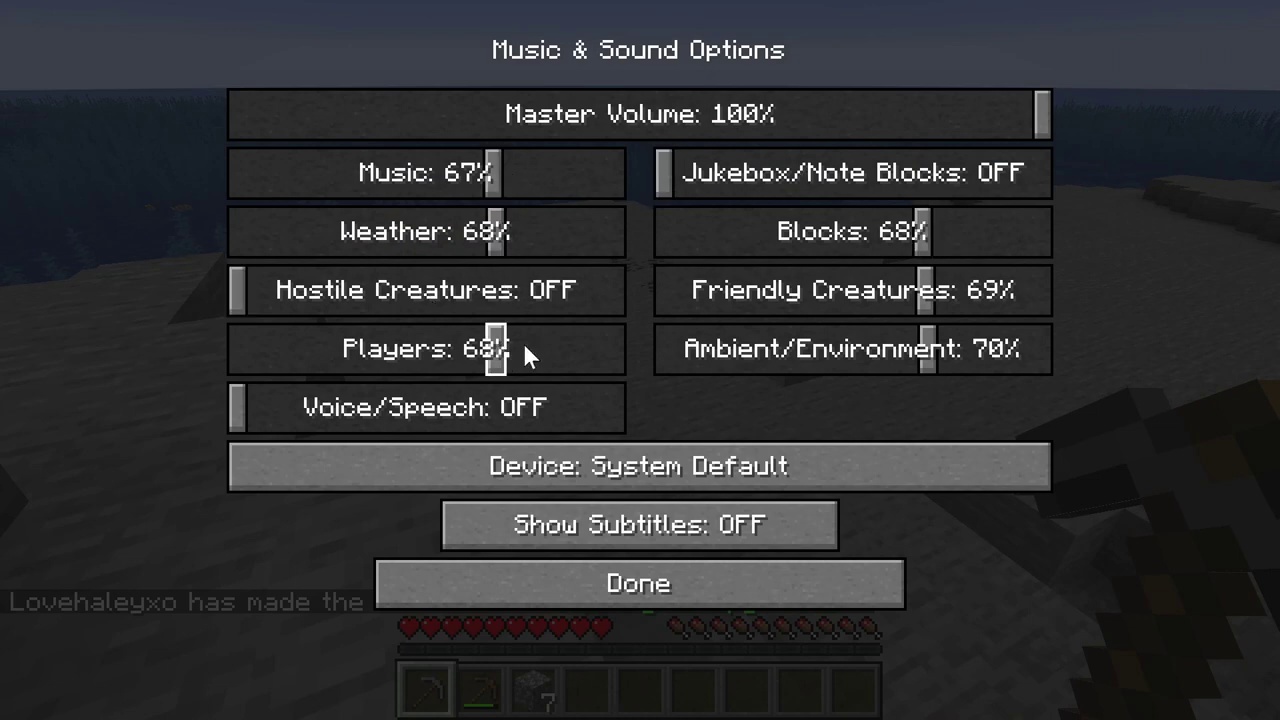 Music & Sound Options
Master Volume: 100%
Music: 67%
Jukebox/Note Blocks: OFF
Weather: 68%
Blocks: 68%
Hostile Creatures: OFF
Friendly Creatures: 69%
Players: 68%
Ambient/Environment: 70%
Voice/Speech: OFF
Device: System Default
Show Subtitles: OFF
Done
Lovehaleyxo has made the
7